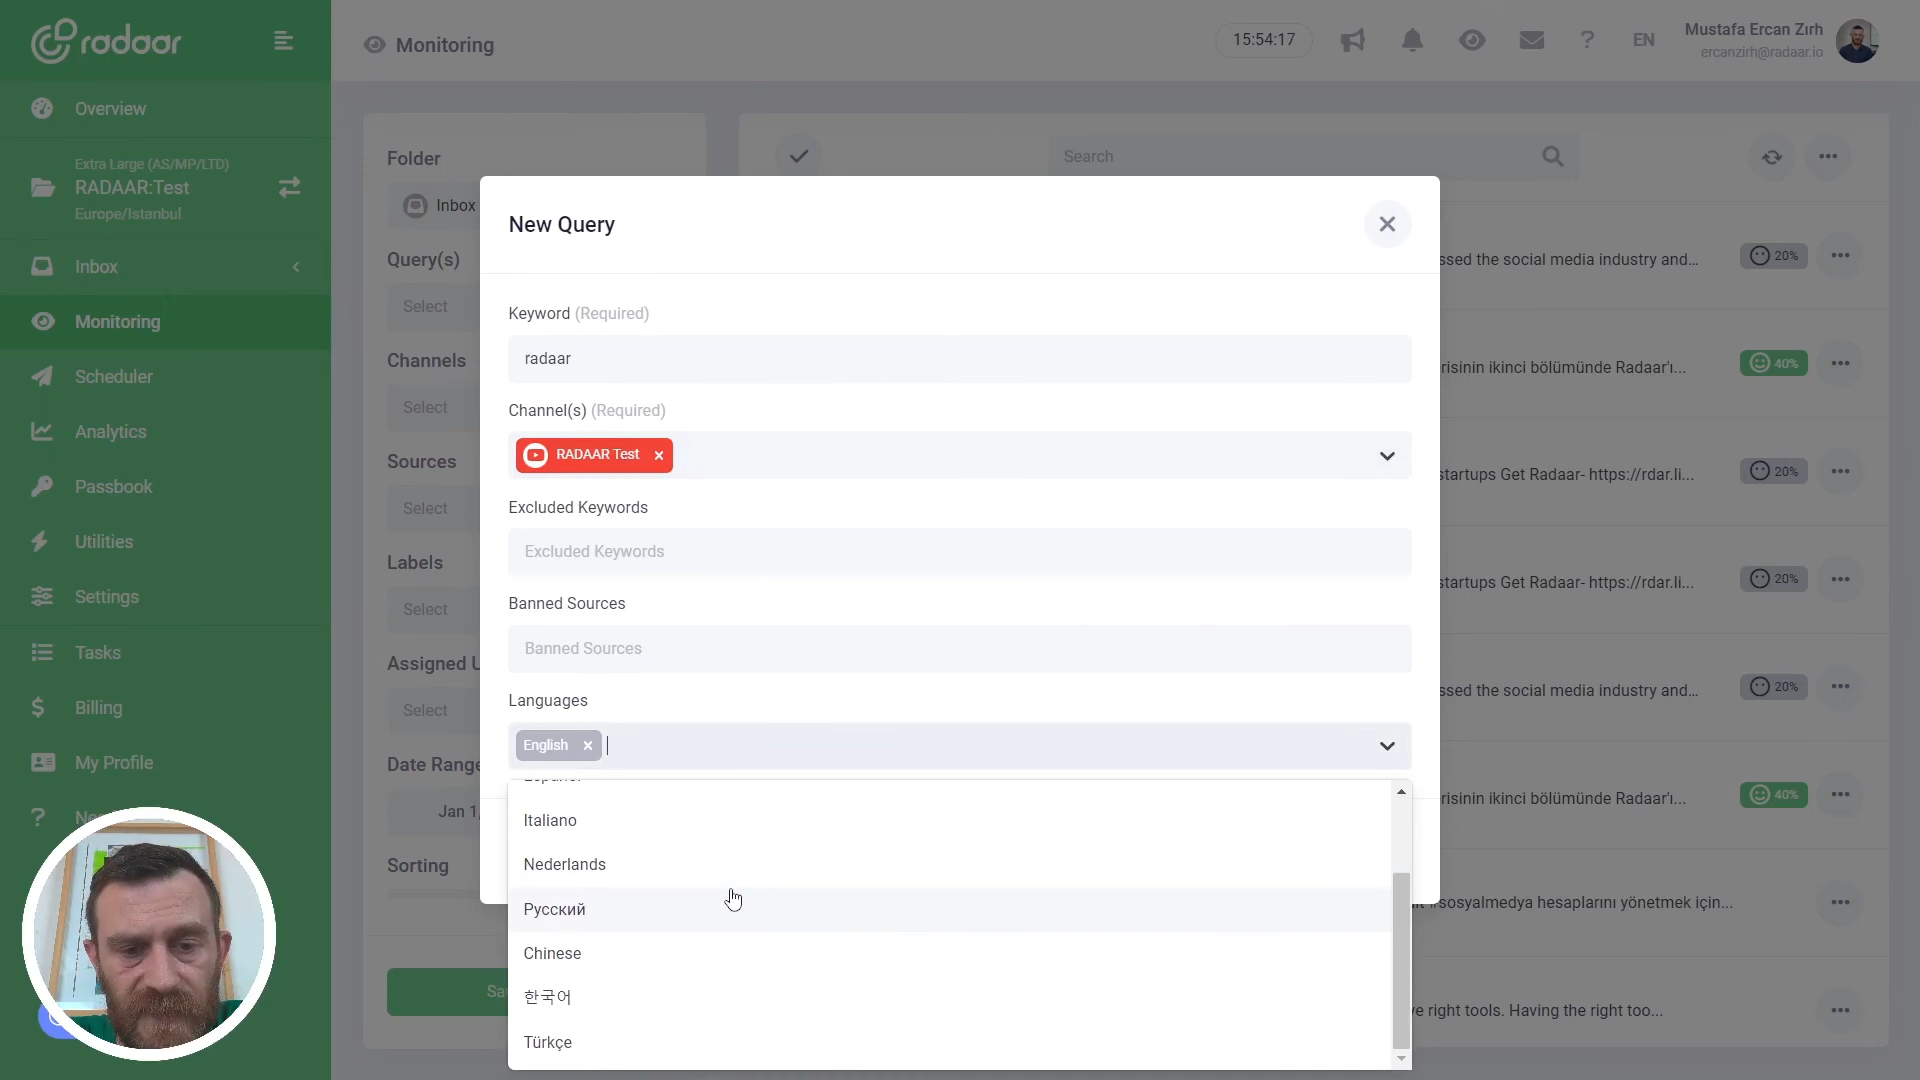 radaar
Monitoring
15:54:17
?
EN
Mustafa Ercan Zırh
ercanzirh@radaar.io
Overview
Extra Large (AS/MP/LTD)
RADAAR:Test
Europe/Istanbul
Inbox
Monitoring
Scheduler
Analytics
Passbook
Utilities
Settings
Tasks
Billing
My Profile
?
Folder
Inbox
Query(s)
Select
Channels
Select
Sources
Select
Labels
Select
Assigned
Select
Date Range
Jan 1,
Sorting
Search
ssed the social media industry and...
20%
risinin ikinci bölümünde Radaar'ı...
40%
startups Get Radaar- https://rdar.li...
20%
startups Get Radaar- https://rdar.li...
20%
ssed the social media industry and...
20%
risinin ikinci bölümünde Radaar'ı...
40%
#sosyalmedya hesaplarını yönetmek için...
right tools. Having the right too...
New Query
Keyword (Required)
radaar
Channel(s) (Required)
RADAAR Test ×
Excluded Keywords
Excluded Keywords
Banned Sources
Banned Sources
Languages
English ×
Italiano
Nederlands
Русский
Chinese
한국어
Türkçe